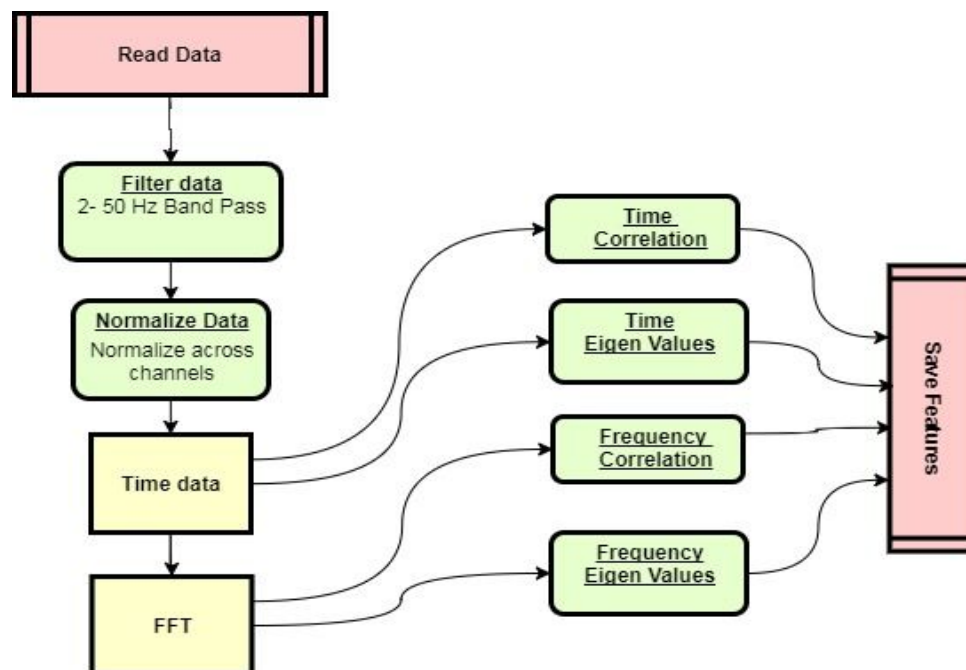 Read Data
Filter data
2- 50 Hz Band Pass
Normalize Data
Normalize across
channels
Time data
FFT
Time
Correlation
Time
Eigen Values
Frequency
Correlation
Frequency
Eigen Values
Save Features